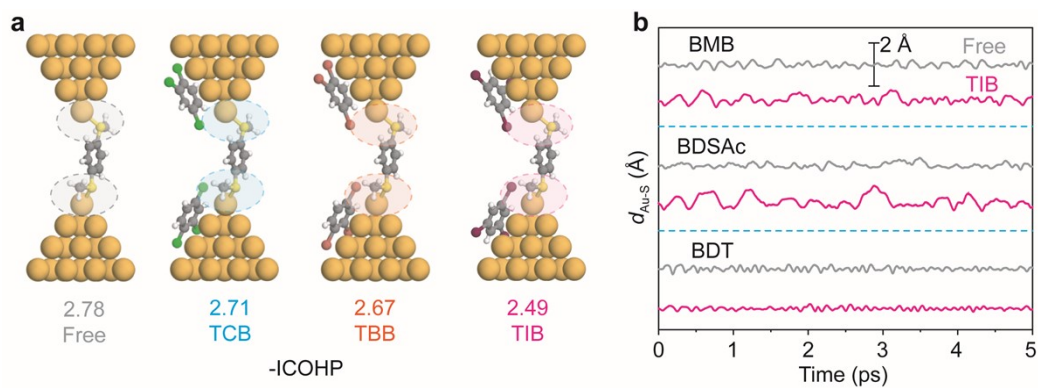 a
2.78
Free
2.71
TCB
2.67
TBB
2.49
TIB
-ICOHP
b
BMB
2 Å
Free
TIB
BDSAc
BDT
dAu-S (Å)
0 1 2 3 4 5
Time (ps)